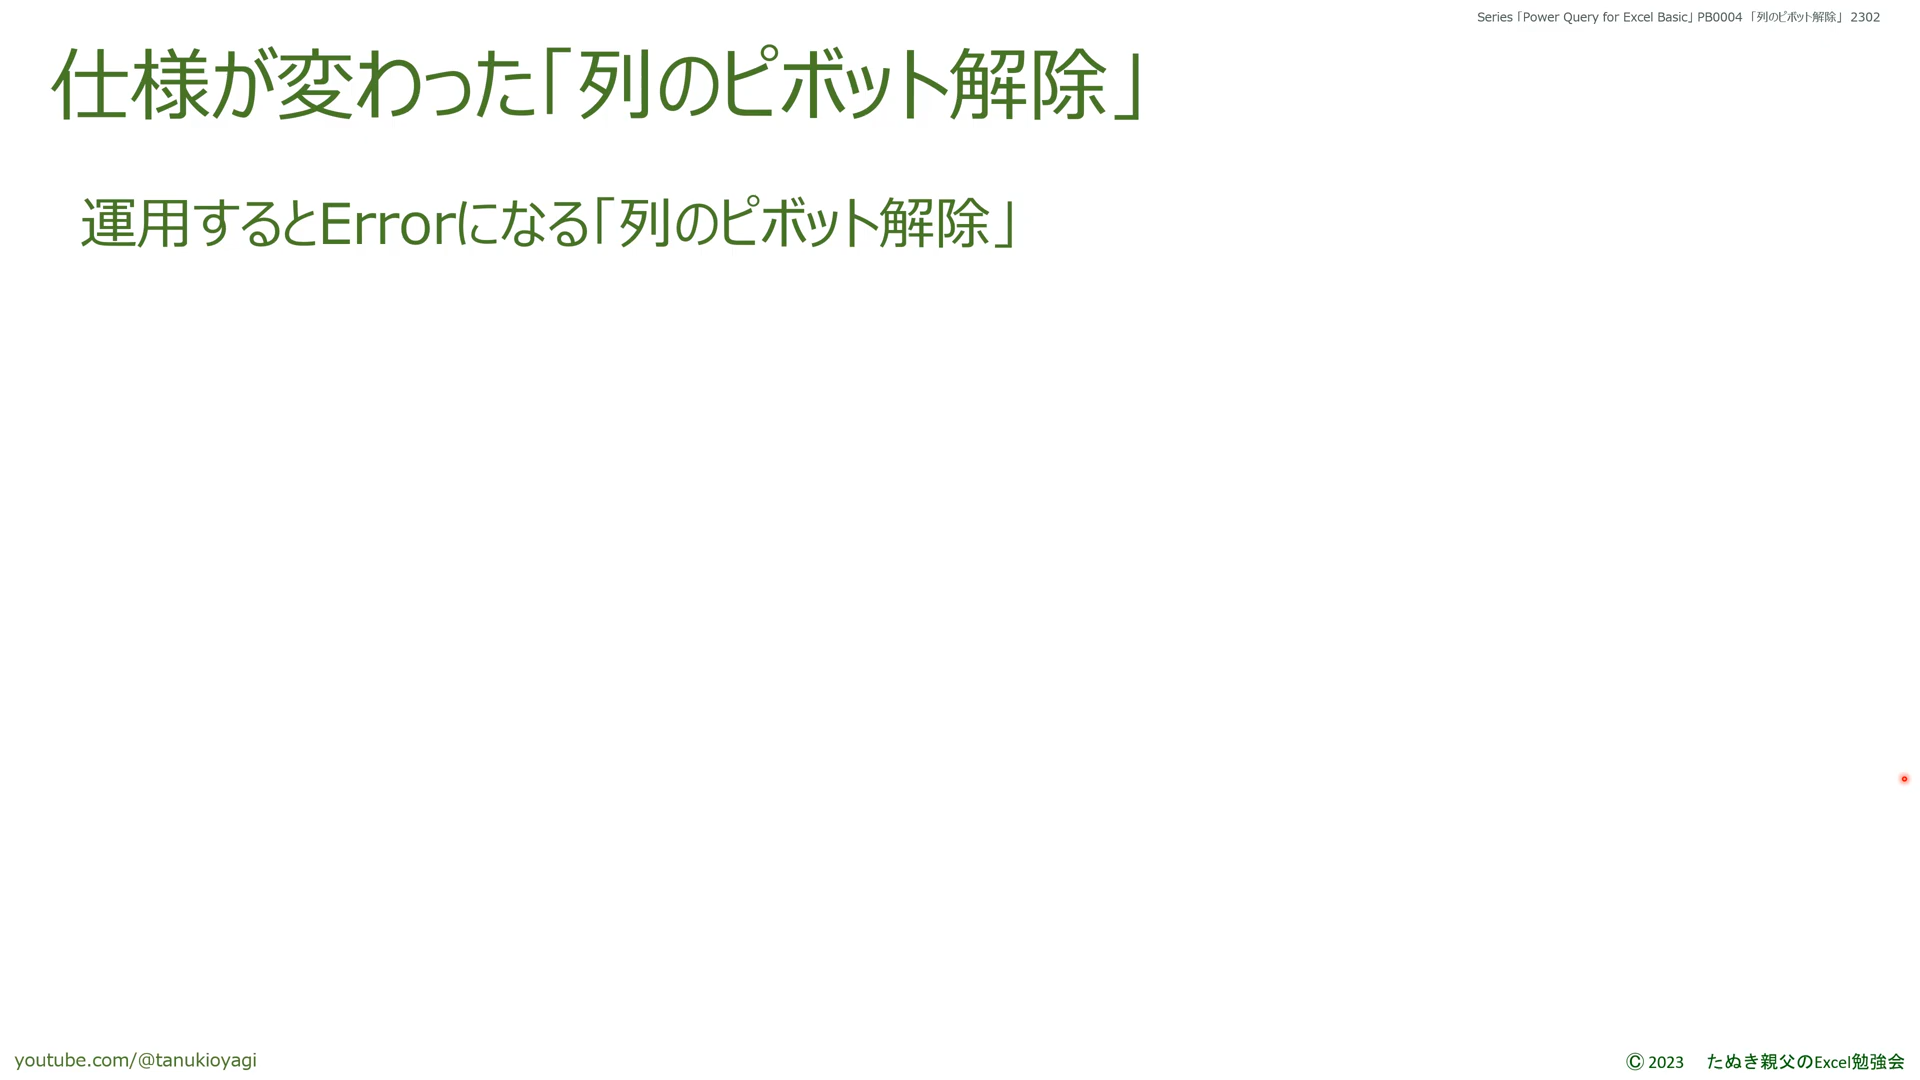 Series「Power Query for Excel Basic」PB0004「列のピボット解除」 2302
仕様が変わった「列のピボット解除」
運用するとErrorになる「列のピボット解除」
youtube.com/@tanukioyagi
© 2023 たぬき親父のExcel勉強会